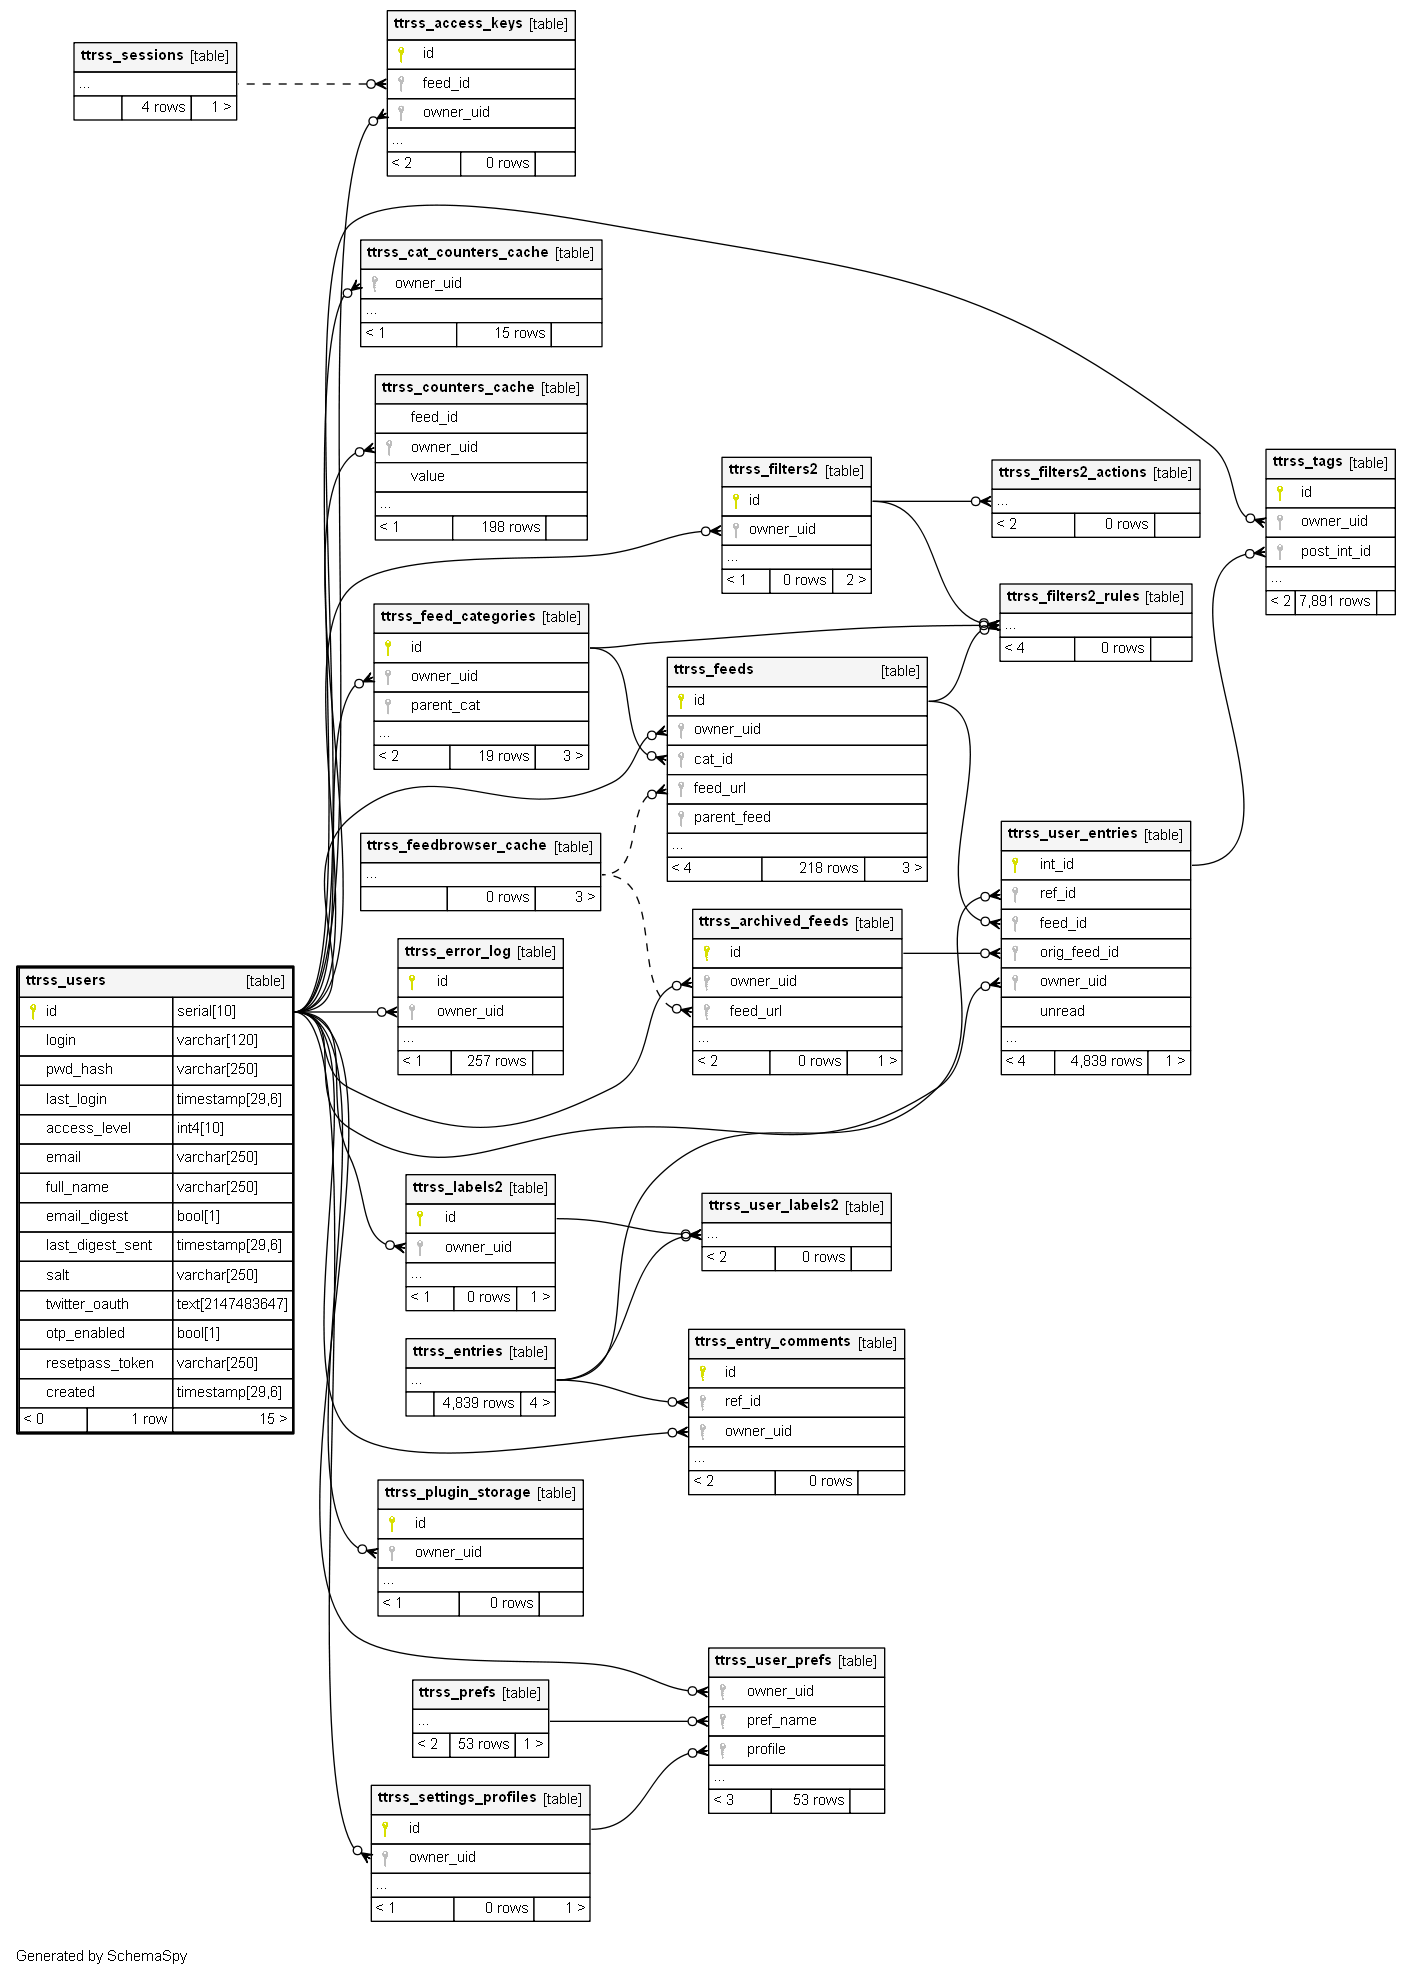 ttrss_access_keys [table]
id
feed_id
owner_uid
...
< 2 0 rows
ttrss_sessions [table]
...
4 rows 1 >
ttrss_cat_counters_cache [table]
owner_uid
...
< 1 15 rows
ttrss_counters_cache [table]
feed_id
owner_uid
value
...
< 1 198 rows
ttrss_filters2 [table]
id
owner_uid
...
< 1 0 rows 2 >
ttrss_filters2_actions [table]
...
< 2 0 rows
ttrss_tags [table]
id
owner_uid
post_int_id
...
< 2 7,891 rows
ttrss_filters2_rules [table]
...
< 4 0 rows
ttrss_feed_categories [table]
id
owner_uid
parent_cat
...
< 2 19 rows 3 >
ttrss_feeds [table]
id
owner_uid
cat_id
feed_url
parent_feed
...
< 4 218 rows 3 >
ttrss_feedbrowser_cache [table]
...
0 rows 3 >
ttrss_user_entries [table]
int_id
ref_id
feed_id
orig_feed_id
owner_uid
unread
...
< 4 4,839 rows 1 >
ttrss_archived_feeds [table]
id
owner_uid
feed_url
...
< 2 0 rows 1 >
ttrss_error_log [table]
id
owner_uid
...
< 1 257 rows
ttrss_users [table]
id serial[10]
login varchar[120]
pwd_hash varchar[250]
last_login timestamp[29,6]
access_level int4[10]
email varchar[250]
full_name varchar[250]
email_digest bool[1]
last_digest_sent timestamp[29,6]
salt varchar[250]
twitter_oauth text[2147483647]
otp_enabled bool[1]
resetpass_token varchar[250]
created timestamp[29,6]
< 0 1 row 15 >
ttrss_labels2 [table]
id
owner_uid
...
< 1 0 rows 1 >
ttrss_user_labels2 [table]
...
< 2 0 rows
ttrss_entries [table]
...
4,839 rows 4 >
ttrss_entry_comments [table]
id
ref_id
owner_uid
...
< 2 0 rows
ttrss_plugin_storage [table]
id
owner_uid
...
< 1 0 rows
ttrss_user_prefs [table]
owner_uid
pref_name
profile
...
< 3 53 rows
ttrss_prefs [table]
...
< 2 53 rows 1 >
ttrss_settings_profiles [table]
id
owner_uid
...
< 1 0 rows 1 >
Generated by SchemaSpy